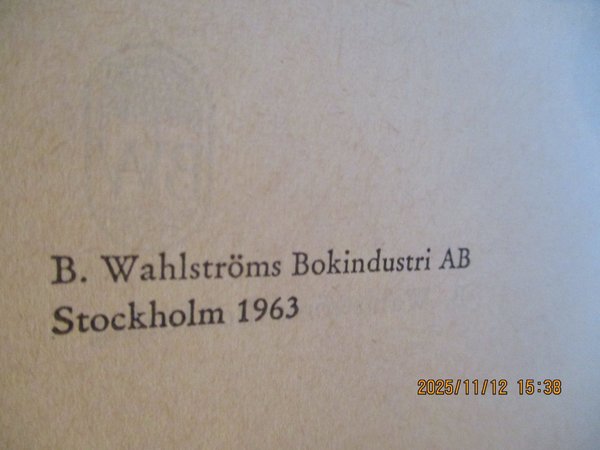 B. Wahlströms Bokindustri AB
Stockholm 1963
2025/11/12 15:38